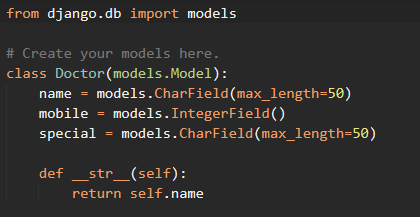 from django.db import models
# Create your models here.
class Doctor(models.Model):
    name = models.CharField(max_length=50)
    mobile = models.IntegerField()
    special = models.CharField(max_length=50)
    def __str__(self):
        return self.name